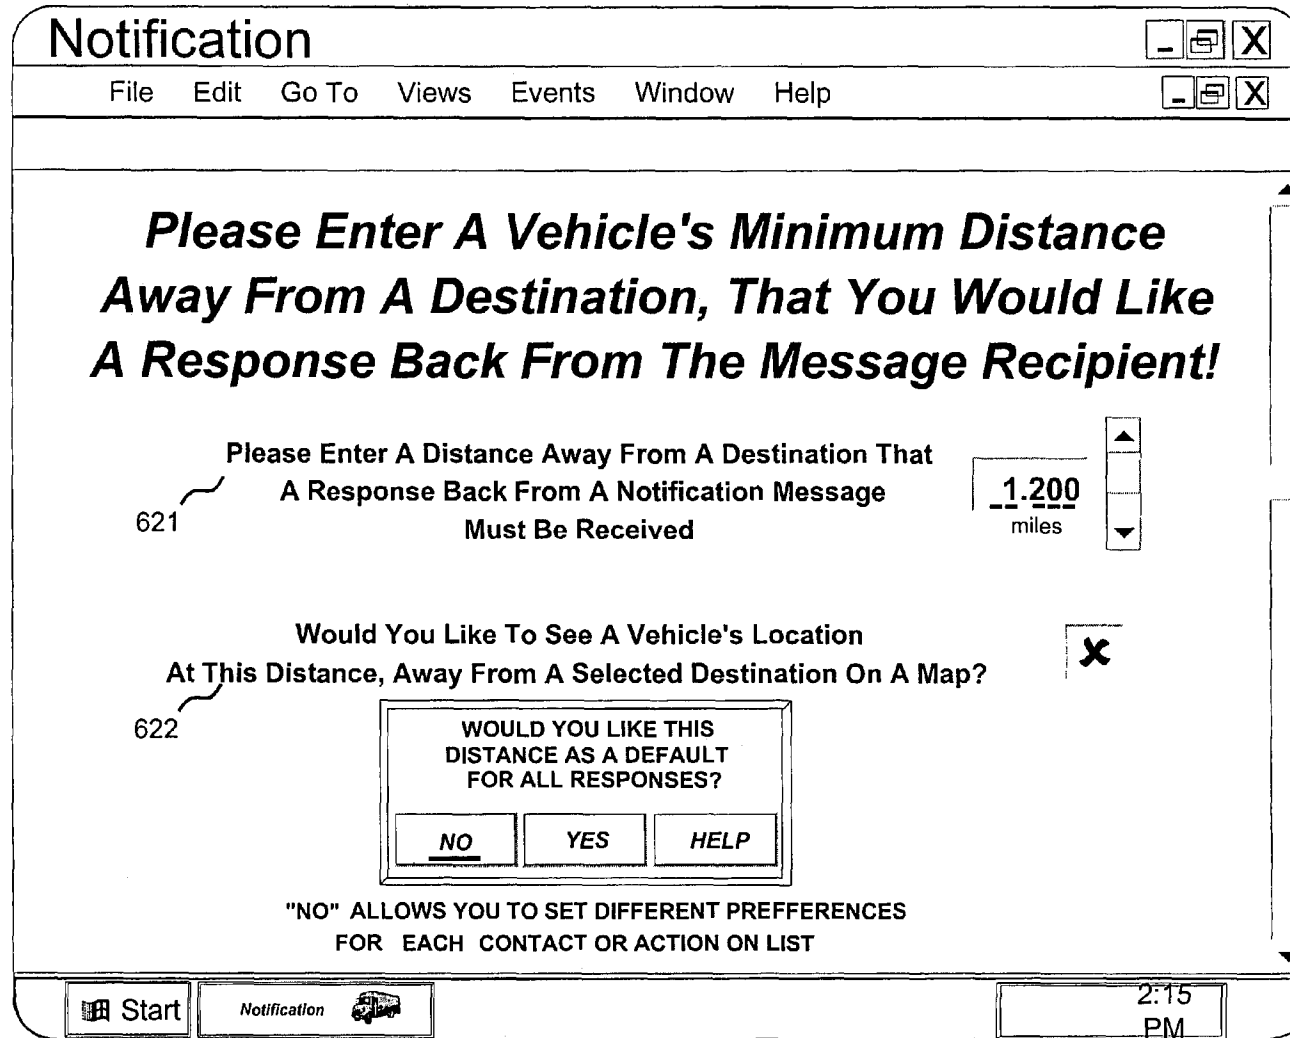 Notification
File Edit Go To Views Events Window Help
Please Enter A Vehicle's Minimum Distance
Away From A Destination, That You Would Like
A Response Back From The Message Recipient!
Please Enter A Distance Away From A Destination That
A Response Back From A Notification Message
Must Be Received
1.200
miles
621
Would You Like To See A Vehicle's Location
At This Distance, Away From A Selected Destination On A Map?
622
WOULD YOU LIKE THIS
DISTANCE AS A DEFAULT
FOR ALL RESPONSES?
NO YES HELP
"NO" ALLOWS YOU TO SET DIFFERENT PREFFERENCES
FOR EACH CONTACT OR ACTION ON LIST
Start Notification 2:15
PM